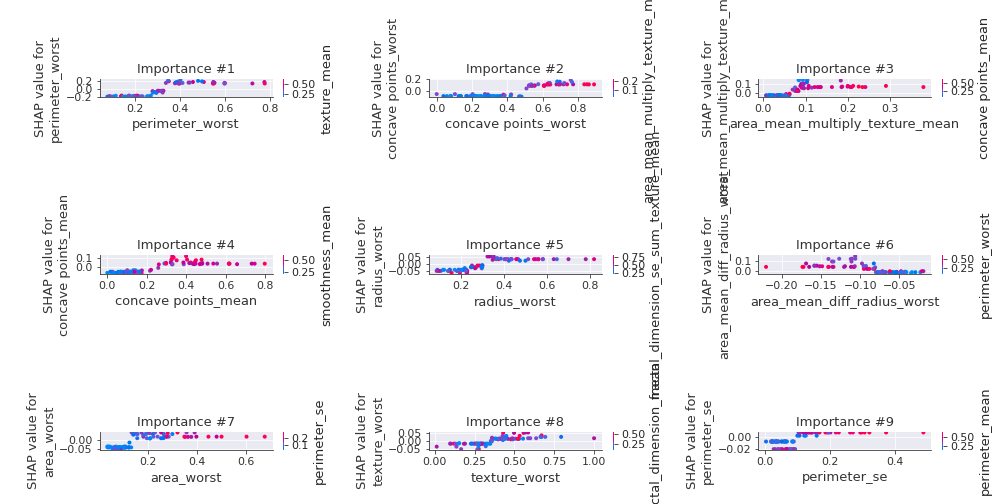 Importance #1
SHAP value for
perimeter_worst
0.2
0.0
−0.2
0.2
0.4
0.6
0.8
perimeter_worst
0.50
0.25
texture_mean
Importance #2
SHAP value for
concave points_worst
0.2
0.0
0.0
0.2
0.4
0.6
0.8
concave points_worst
0.2
0.1
area_mean_multiply_texture_mean
Importance #3
SHAP value for
area_mean_multiply_texture_mean
0.1
0.0
0.0
0.1
0.2
0.3
area_mean_multiply_texture_mean
0.50
0.25
concave points_mean
Importance #4
SHAP value for
concave points_mean
0.1
0.0
0.0
0.2
0.4
0.6
0.8
concave points_mean
0.50
0.25
smoothness_mean
Importance #5
SHAP value for
radius_worst
0.05
0.00
−0.05
0.2
0.4
0.6
0.8
radius_worst
0.75
0.50
0.25
fractal_dimension_se_sum_texture_mean
Importance #6
SHAP value for
area_mean_diff_radius_worst
0.1
0.0
−0.20
−0.15
−0.10
−0.05
area_mean_diff_radius_worst
0.50
0.25
perimeter_worst
Importance #7
SHAP value for
area_worst
0.00
−0.05
0.2
0.4
0.6
area_worst
0.2
0.1
perimeter_se
Importance #8
SHAP value for
texture_worst
0.05
0.00
−0.05
0.00
0.25
0.50
0.75
1.00
texture_worst
0.50
0.25
Importance #9
SHAP value for
perimeter_se
0.00
−0.02
0.0
0.2
0.4
perimeter_se
0.50
0.25
perimeter_mean